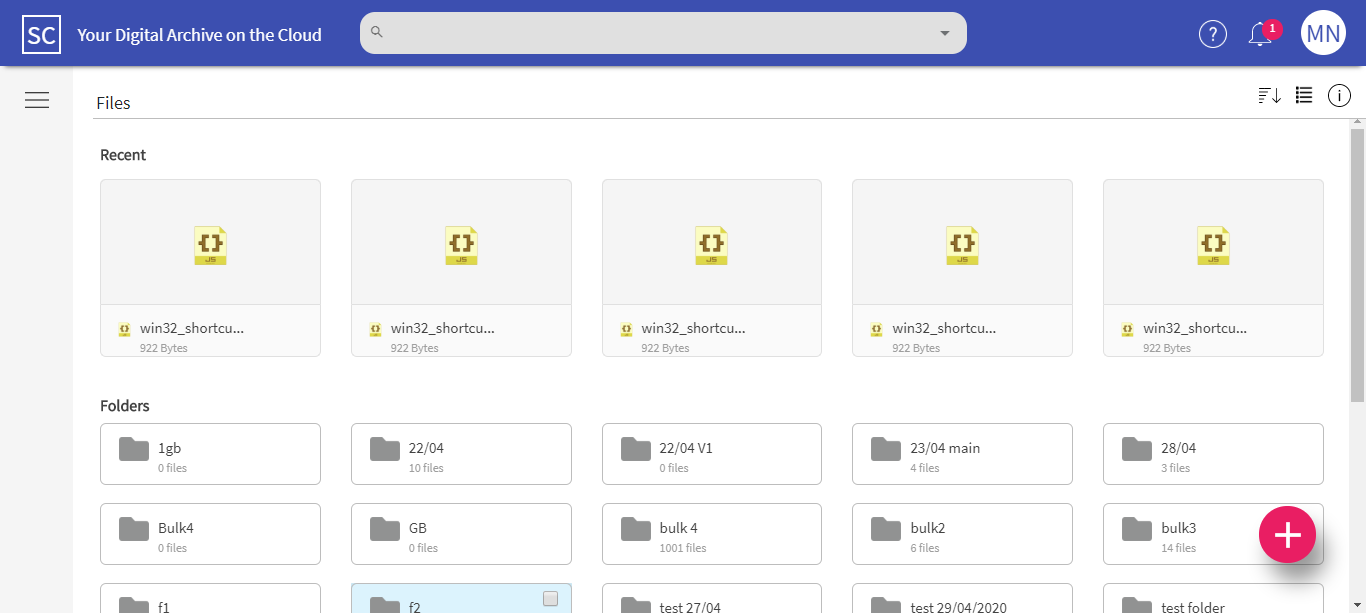 SC Your Digital Archive on the Cloud ? 1 MN
Files
Recent
JS JS JS JS JS
win32_shortcu... win32_shortcu... win32_shortcu... win32_shortcu... win32_shortcu...
922 Bytes 922 Bytes 922 Bytes 922 Bytes 922 Bytes
Folders
1gb 22/04 22/04 V1 23/04 main 28/04
0 files 10 files 0 files 4 files 3 files
Bulk4 GB bulk 4 bulk2 bulk3
0 files 0 files 1001 files 6 files 14 files
f1 f2 test 27/04 test 29/04/2020 test folder